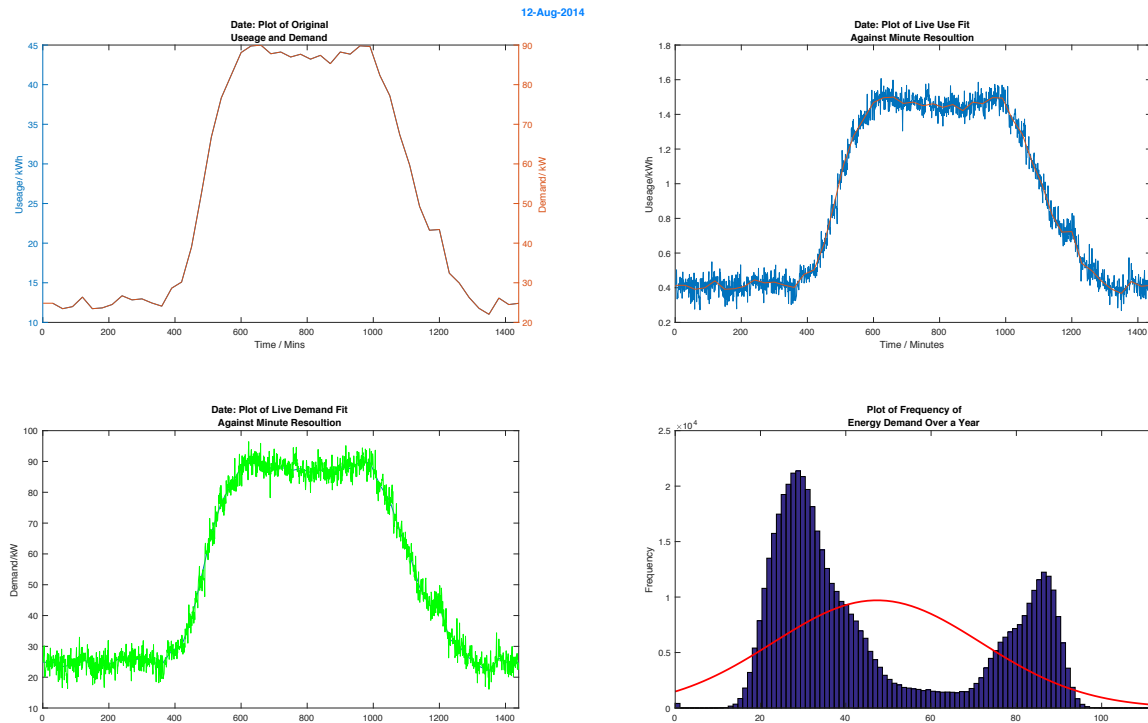 12-Aug-2014
Date: Plot of Original
Useage and Demand
45
40
35
30
25
20
15
10
Useage/ kWh
90
80
70
60
50
40
30
20
Demand/ kW
0 200 400 600 800 1000 1200 1400
Time / Mins
Date: Plot of Live Use Fit
Against Minute Resoultion
1.8
1.6
1.4
1.2
1
0.8
0.6
0.4
0.2
Useage/kWh
0 200 400 600 800 1000 1200 1400
Time / Minutes
Date: Plot of Live Demand Fit
Against Minute Resoultion
100
90
80
70
60
50
40
30
20
10
Demand/kW
0 200 400 600 800 1000 1200 1400
Plot of Frequency of
Energy Demand Over a Year
×10⁴
2.5
2
1.5
1
0.5
0
Frequency
0 20 40 60 80 100